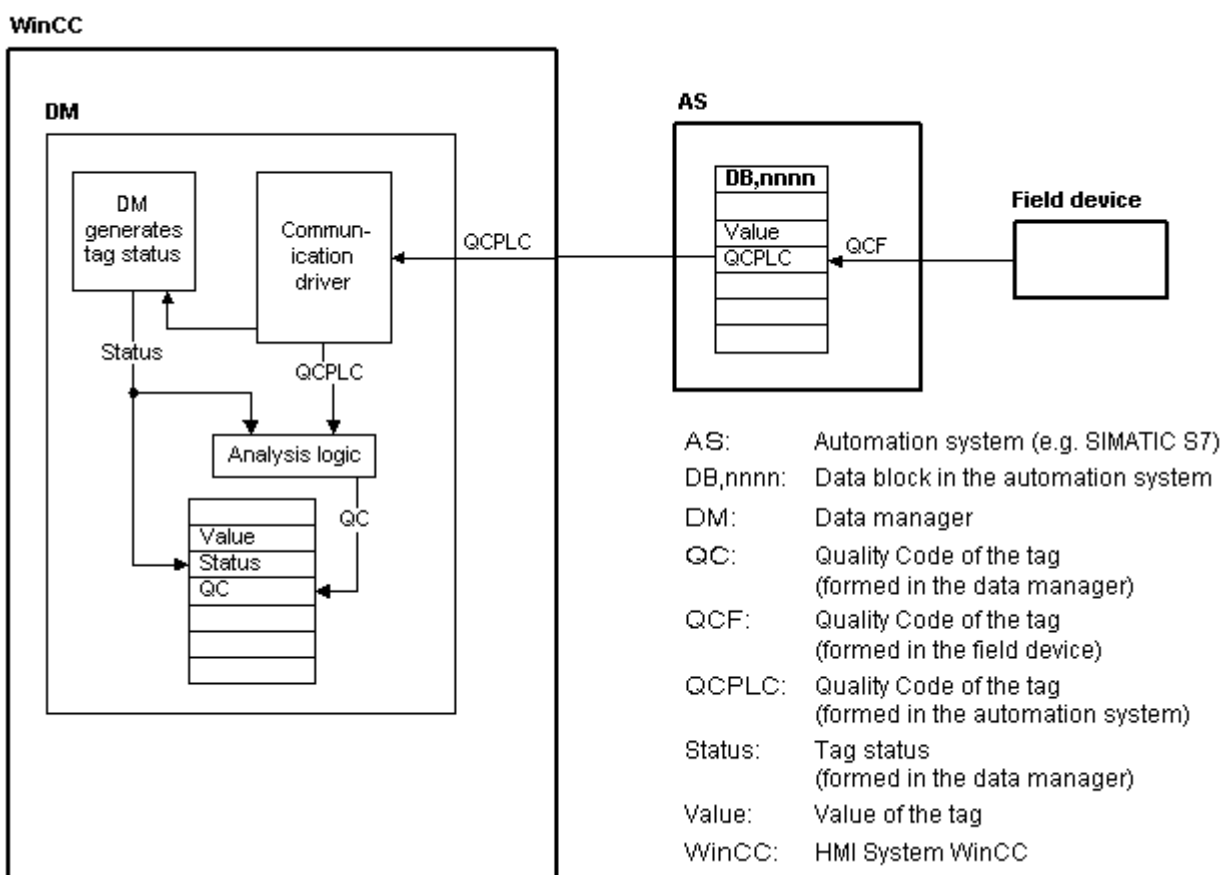 WinCC
DM
DM
generates
tag status
Commun-
ication
driver
QCPLC
Status
QCPLC
Analysis logic
QC
Value
Status
QC
AS
DB,nnnn
Value
QCPLC
QCF
Field device
AS: Automation system (e.g. SIMATIC S7)
DB,nnnn: Data block in the automation system
DM: Data manager
QC: Quality Code of the tag
(formed in the data manager)
QCF: Quality Code of the tag
(formed in the field device)
QCPLC: Quality Code of the tag
(formed in the automation system)
Status: Tag status
(formed in the data manager)
Value: Value of the tag
WinCC: HMI System WinCC